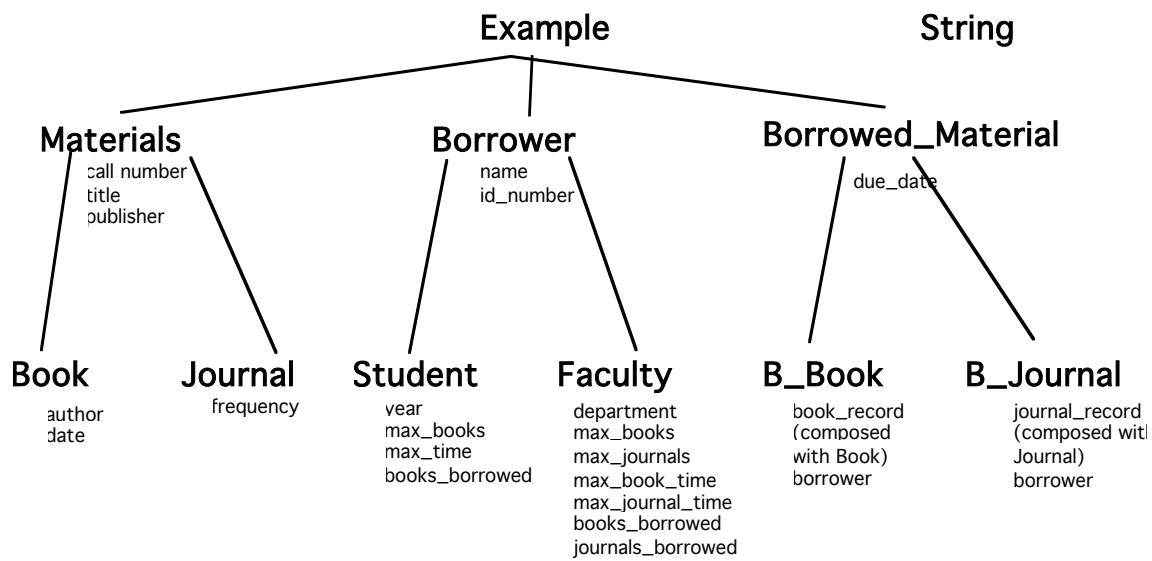 Example
String
Materials
call number
title
publisher
Borrower
name
id_number
Borrowed_Material
due_date
Book
author
date
Journal
frequency
Student
year
max_books
max_time
books_borrowed
Faculty
department
max_books
max_journals
max_book_time
max_journal_time
books_borrowed
journals_borrowed
B_Book
book_record
(composed
with Book)
borrower
B_Journal
journal_record
(composed with
Journal)
borrower